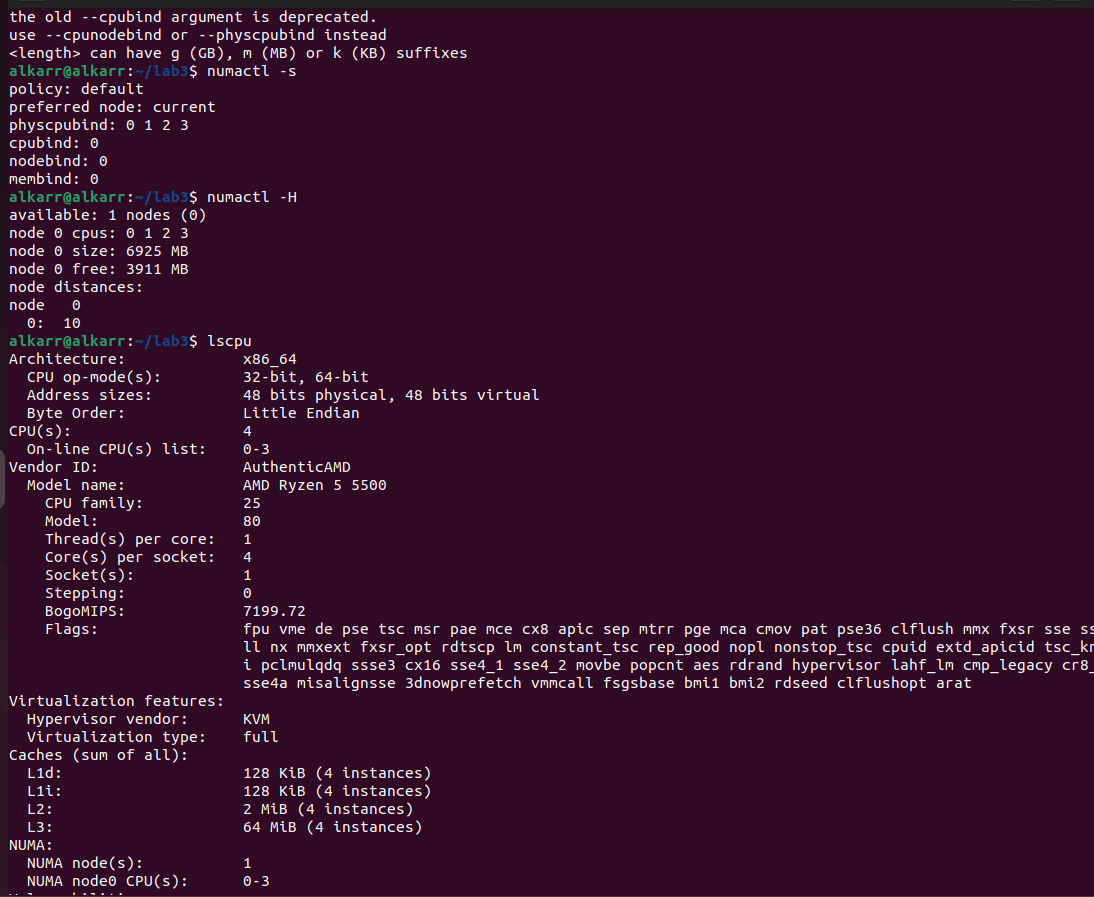 the old --cpubind argument is deprecated.
use --cpunodebind or --physcpubind instead
<length> can have g (GB), m (MB) or k (KB) suffixes
alkarr@alkarr:~/lab3$ numactl -s
policy: default
preferred node: current
physcpubind: 0 1 2 3
cpubind: 0
nodebind: 0
membind: 0
alkarr@alkarr:~/lab3$ numactl -H
available: 1 nodes (0)
node 0 cpus: 0 1 2 3
node 0 size: 6925 MB
node 0 free: 3911 MB
node distances:
node   0
  0:  10
alkarr@alkarr:~/lab3$ lscpu
Architecture:             x86_64
  CPU op-mode(s):         32-bit, 64-bit
  Address sizes:          48 bits physical, 48 bits virtual
  Byte Order:             Little Endian
CPU(s):                   4
  On-line CPU(s) list:    0-3
Vendor ID:                AuthenticAMD
  Model name:             AMD Ryzen 5 5500
    CPU family:           25
    Model:                80
    Thread(s) per core:   1
    Core(s) per socket:   4
    Socket(s):            1
    Stepping:             0
    BogoMIPS:             7199.72
    Flags:                fpu vme de pse tsc msr pae mce cx8 apic sep mtrr pge mca cmov pat pse36 clflush mmx fxsr sse
                          ll nx mmxext fxsr_opt rdtscp lm constant_tsc rep_good nopl nonstop_tsc cpuid extd_apicid
                          i pclmulqdq ssse3 cx16 sse4_1 sse4_2 movbe popcnt aes rdrand hypervisor lahf_lm cmp_legacy
                          sse4a misalignsse 3dnowprefetch vmmcall fsgsbase bmi1 bmi2 rdseed clflushopt arat
Virtualization features:
  Hypervisor vendor:      KVM
  Virtualization type:    full
Caches (sum of all):
  L1d:                    128 KiB (4 instances)
  L1i:                    128 KiB (4 instances)
  L2:                     2 MiB (4 instances)
  L3:                     64 MiB (4 instances)
NUMA:
  NUMA node(s):           1
  NUMA node0 CPU(s):      0-3